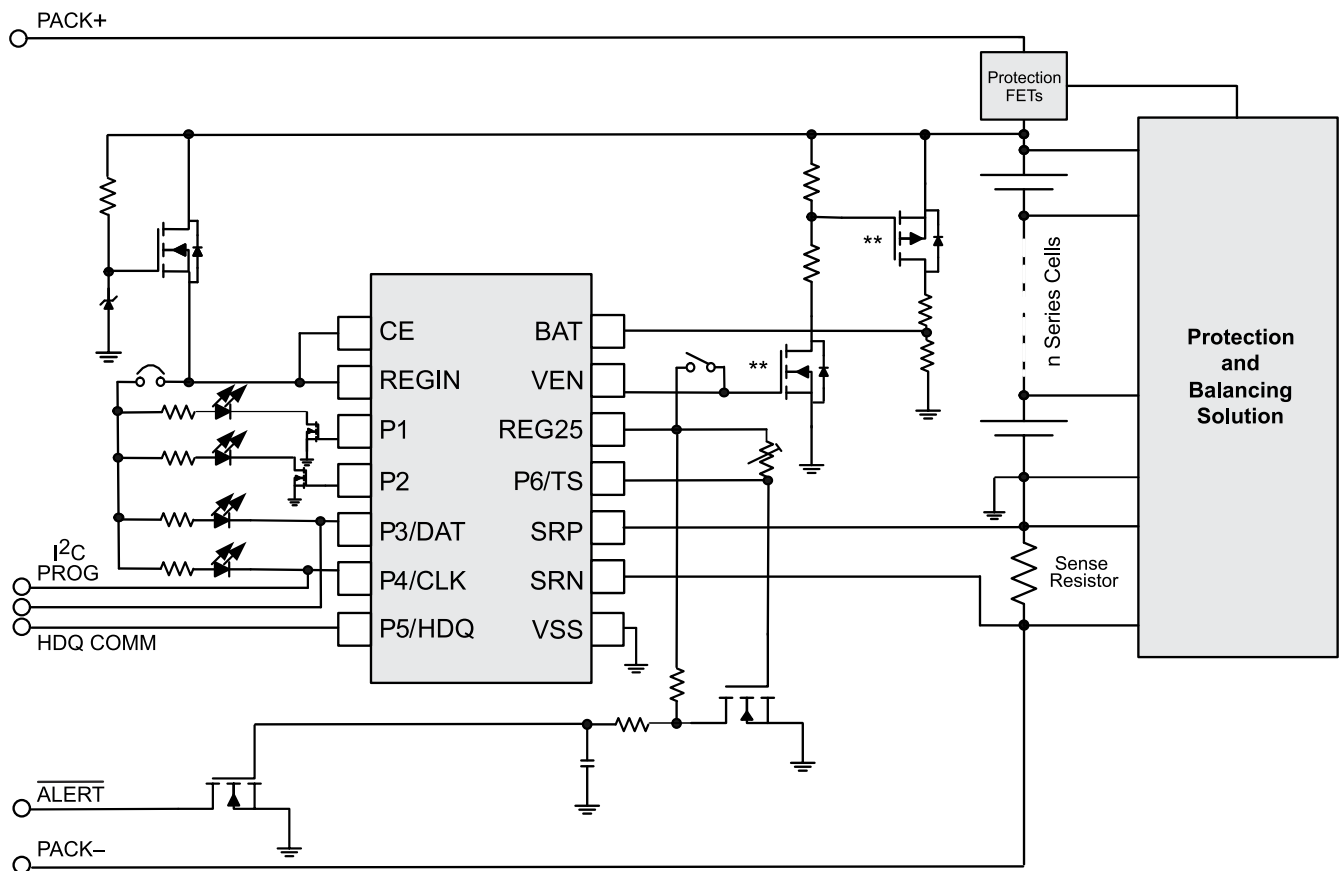 PACK+
Protection
FETs
**
n Series Cells
CE
BAT
**
Protection
and
Balancing
Solution
REGIN
VEN
P1
REG25
P2
P6/TS
P3/DAT
SRP
I²C
PROG
P4/CLK
SRN
Sense
Resistor
P5/HDQ
VSS
HDQ COMM
ALERT
PACK–